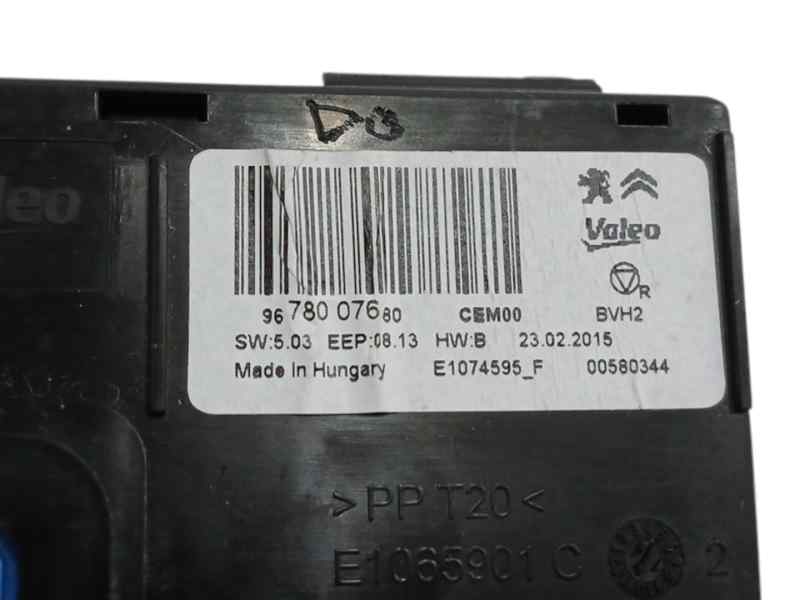 DG
Valeo
R
96 780 076 80 CEM00 BVH2
SW:5.03 EEP:08.13 HW:B 23.02.2015
Made In Hungary E1074595_F 00580344
>PP T20<
E1065901 C 2